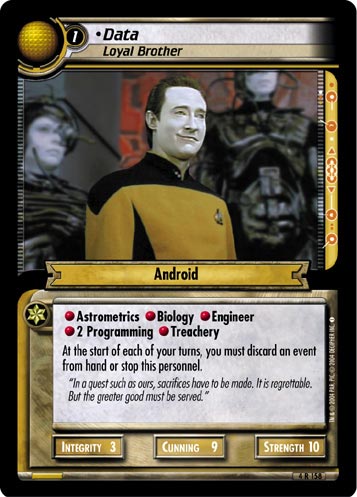 1
•Data
Loyal Brother
Android
Astrometrics Biology Engineer
2 Programming Treachery
At the start of each of your turns, you must discard an event
from hand or stop this personnel.
"In a quest such as ours, sacrifices have to be made. It is regrettable.
But the greater good must be served."
Integrity 3 Cunning 9 Strength 10
4 R 158